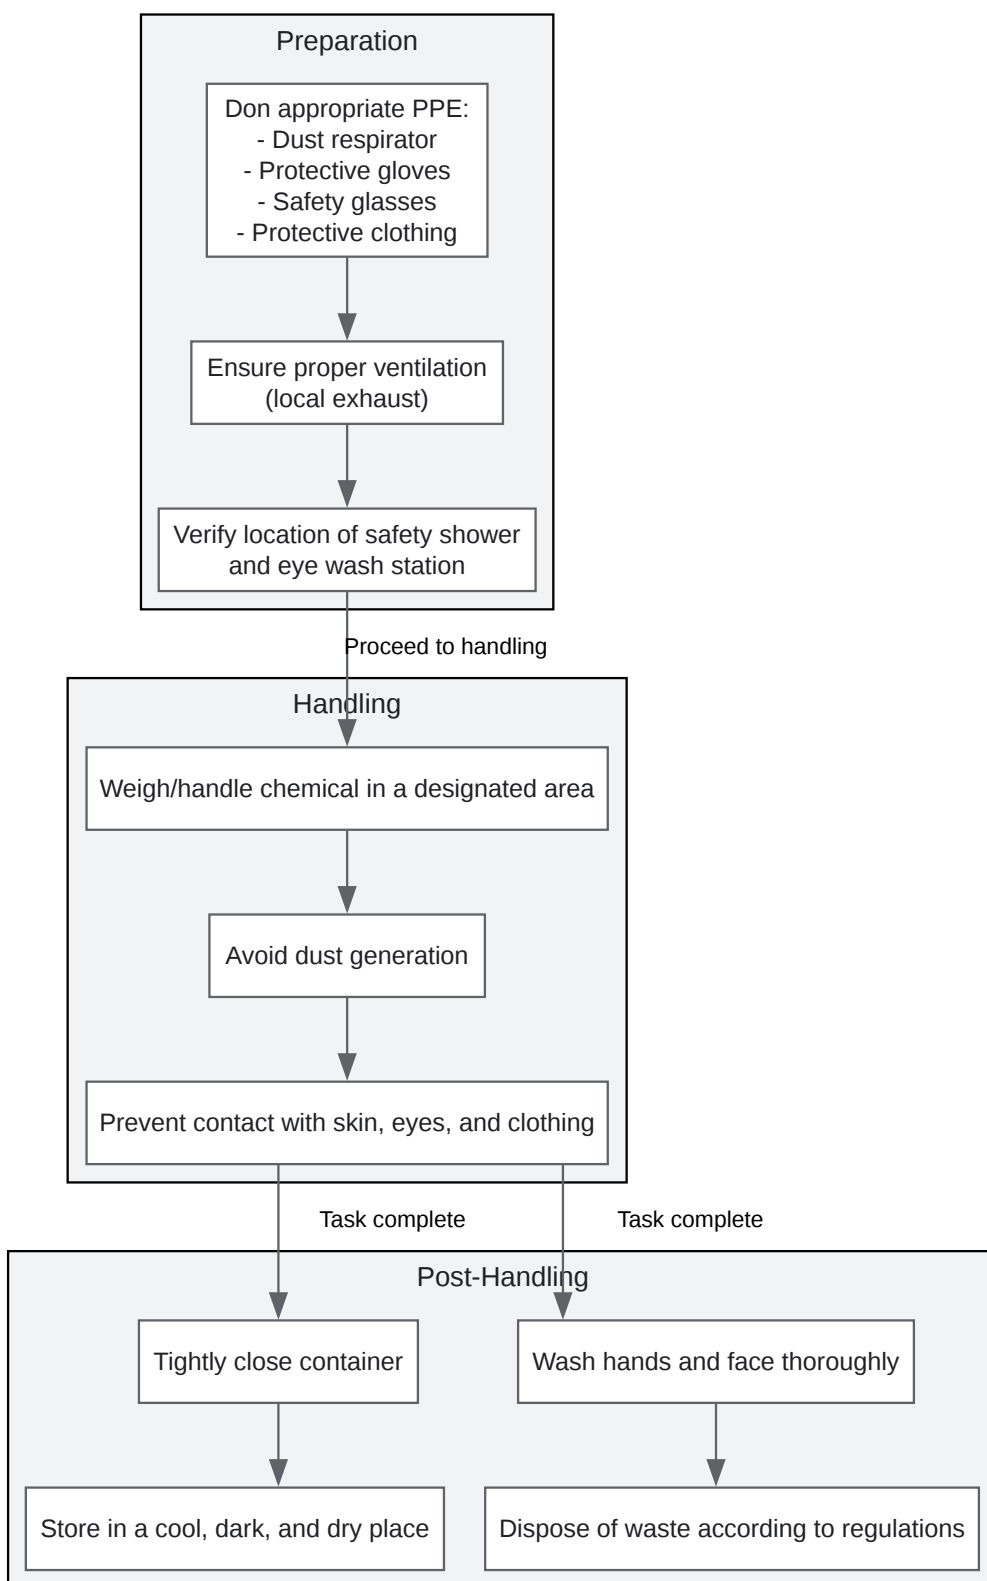 Preparation
Don appropriate PPE:
- Dust respirator
- Protective gloves
- Safety glasses
- Protective clothing
Ensure proper ventilation
(local exhaust)
Verify location of safety shower
and eye wash station
Proceed to handling
Handling
Weigh/handle chemical in a designated area
Avoid dust generation
Prevent contact with skin, eyes, and clothing
Task complete
Task complete
Post-Handling
Tightly close container
Wash hands and face thoroughly
Store in a cool, dark, and dry place
Dispose of waste according to regulations